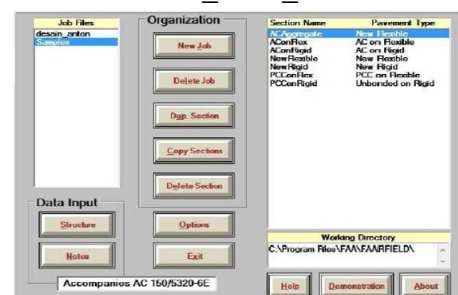 Job Files
desain_anton
Samples
Organization
New Job
Delete Job
Dup. Section
Copy Sections
Delete Section
Data Input
Structure
Notes
Options
Exit
Accompanies AC 150/5320-6E
Section Name Pavement Type
ACAggregate New Flexible
AConFlex AC on Flexible
AConRigid AC on Rigid
NewFlexible New Flexible
NewRigid New Rigid
PCConFlex PCC on Flexible
PCConRigid Unbonded on Rigid
Working Directory
C:\Program Files\FAA\FAARFIELD\
Help
Demonstration
About